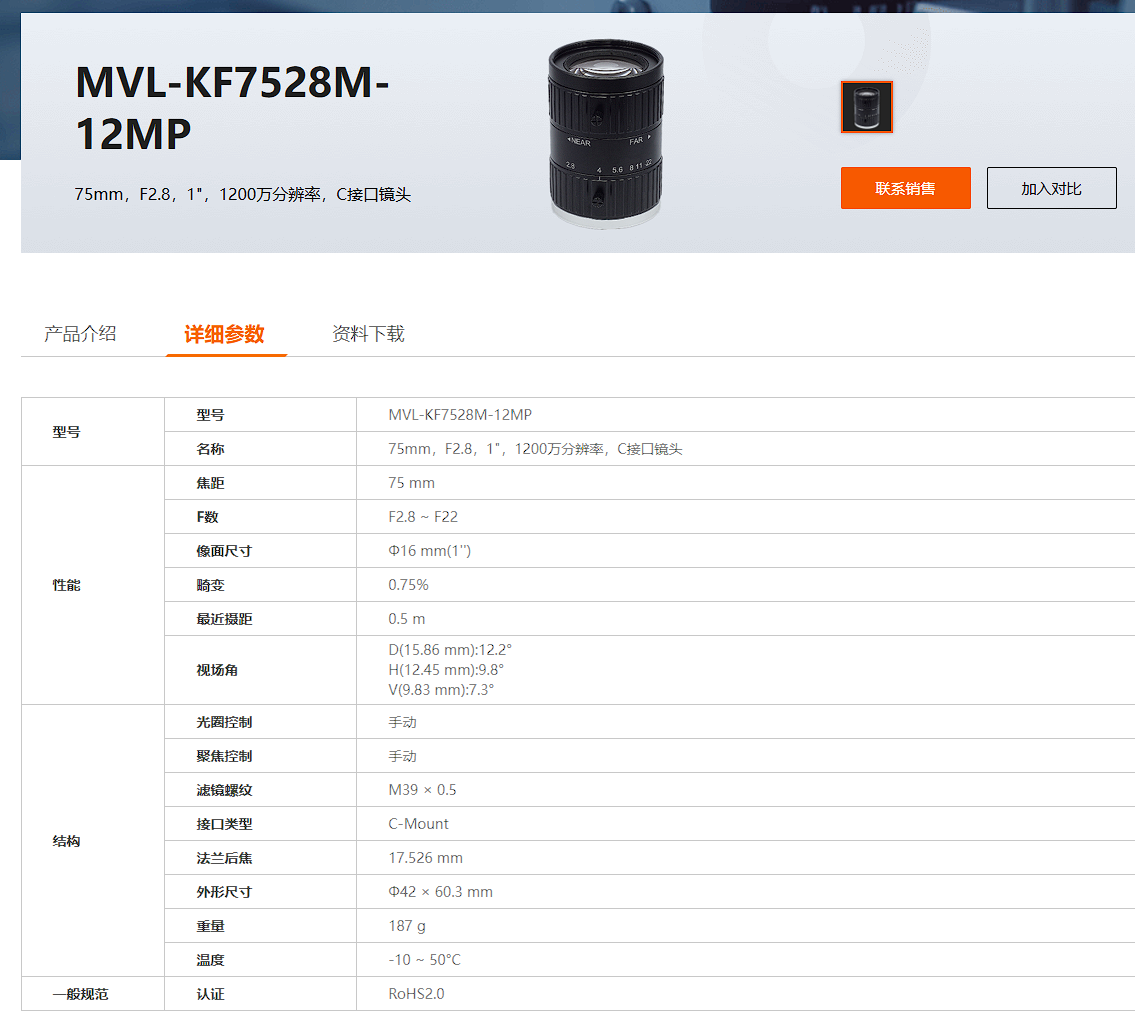 MVL-KF7528M-
12MP
75mm，F2.8，1"，1200万分辨率，C接口镜头
NEAR FAR
2.8 4 5.6 8 11 22
联系销售
加入对比
产品介绍
详细参数
资料下载
型号
型号
MVL-KF7528M-12MP
名称
75mm，F2.8，1"，1200万分辨率，C接口镜头
性能
焦距
75 mm
F数
F2.8 ~ F22
像面尺寸
Φ16 mm(1'')
畸变
0.75%
最近摄距
0.5 m
视场角
D(15.86 mm):12.2°
H(12.45 mm):9.8°
V(9.83 mm):7.3°
结构
光圈控制
手动
聚焦控制
手动
滤镜螺纹
M39 × 0.5
接口类型
C-Mount
法兰后焦
17.526 mm
外形尺寸
Φ42 × 60.3 mm
重量
187 g
温度
-10 ~ 50°C
一般规范
认证
RoHS2.0